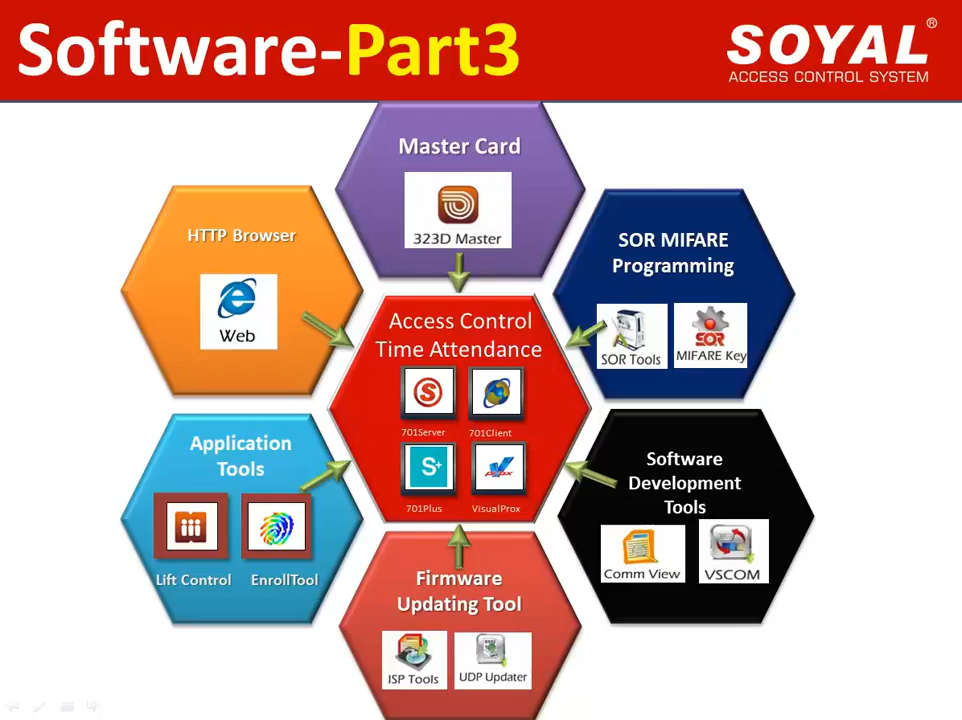 Software-Part3
SOYAL®
ACCESS CONTROL SYSTEM
Master Card
323D Master
HTTP Browser
Web
SOR MIFARE
Programming
SOR Tools
SOR
MIFARE Key
Access Control
Time Attendance
S
701Server
701Client
S+
701Plus
Prox
VisualProx
Application
Tools
Lift Control
EnrollTool
Software
Development
Tools
Comm View
VSCOM
Firmware
Updating Tool
ISP Tools
UDP Updater